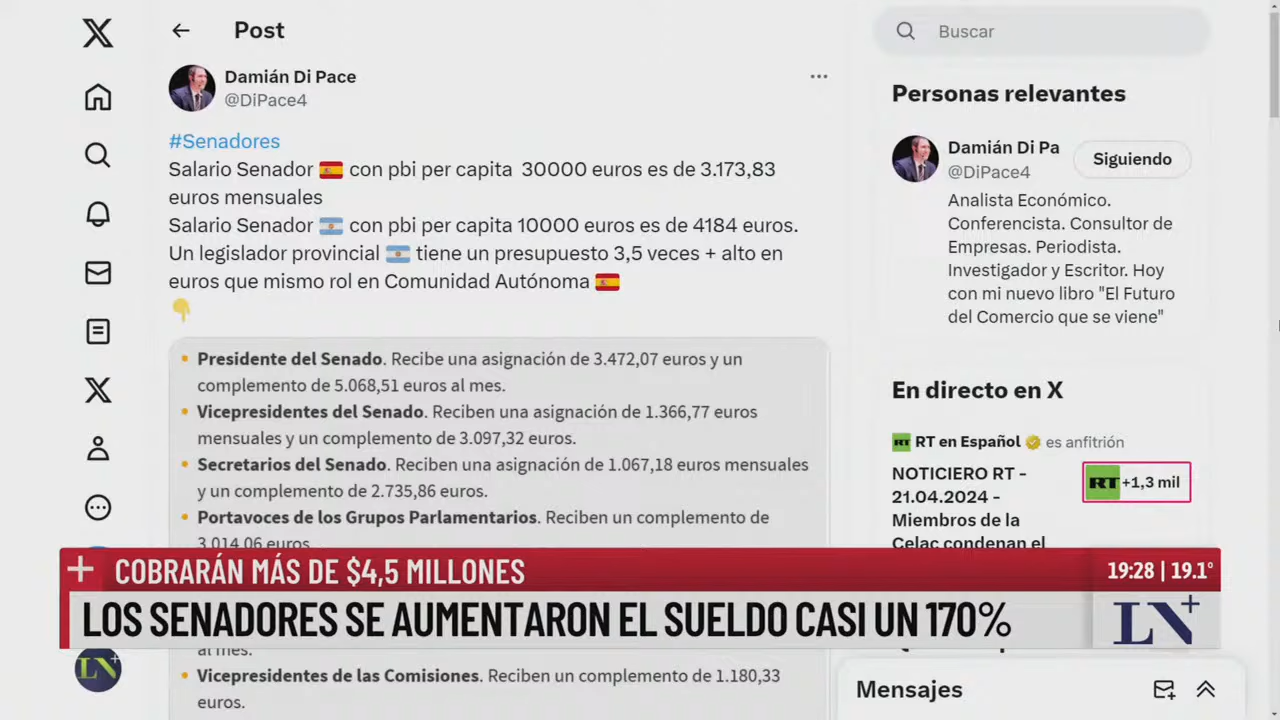 Post
Buscar
Damián Di Pace
@DiPace4
#Senadores
Salario Senador 🇪🇸 con pbi per capita 30000 euros es de 3.173,83
euros mensuales
Salario Senador 🇦🇷 con pbi per capita 10000 euros es de 4184 euros.
Un legislador provincial 🇦🇷 tiene un presupuesto 3,5 veces + alto en
euros que mismo rol en Comunidad Autónoma 🇪🇸
👇
• Presidente del Senado. Recibe una asignación de 3.472,07 euros y un
complemento de 5.068,51 euros al mes.
• Vicepresidentes del Senado. Reciben una asignación de 1.366,77 euros
mensuales y un complemento de 3.097,32 euros.
• Secretarios del Senado. Reciben una asignación de 1.067,18 euros mensuales
y un complemento de 2.735,86 euros.
• Portavoces de los Grupos Parlamentarios. Reciben un complemento de
3.014,06 euros.
al mes.
• Vicepresidentes de las Comisiones. Reciben un complemento de 1.180,33
euros.
Personas relevantes
Damián Di Pa
Siguiendo
@DiPace4
Analista Económico.
Conferencista. Consultor de
Empresas. Periodista.
Investigador y Escritor. Hoy
con mi nuevo libro "El Futuro
del Comercio que se viene"
En directo en X
RT RT en Español es anfitrión
NOTICIERO RT -
21.04.2024 -
Miembros de la
Celac condenan el
RT +1,3 mil
+ COBRARÁN MÁS DE $4,5 MILLONES
19:28 | 19.1°
LOS SENADORES SE AUMENTARON EL SUELDO CASI UN 170%
LN+
LN+
Mensajes